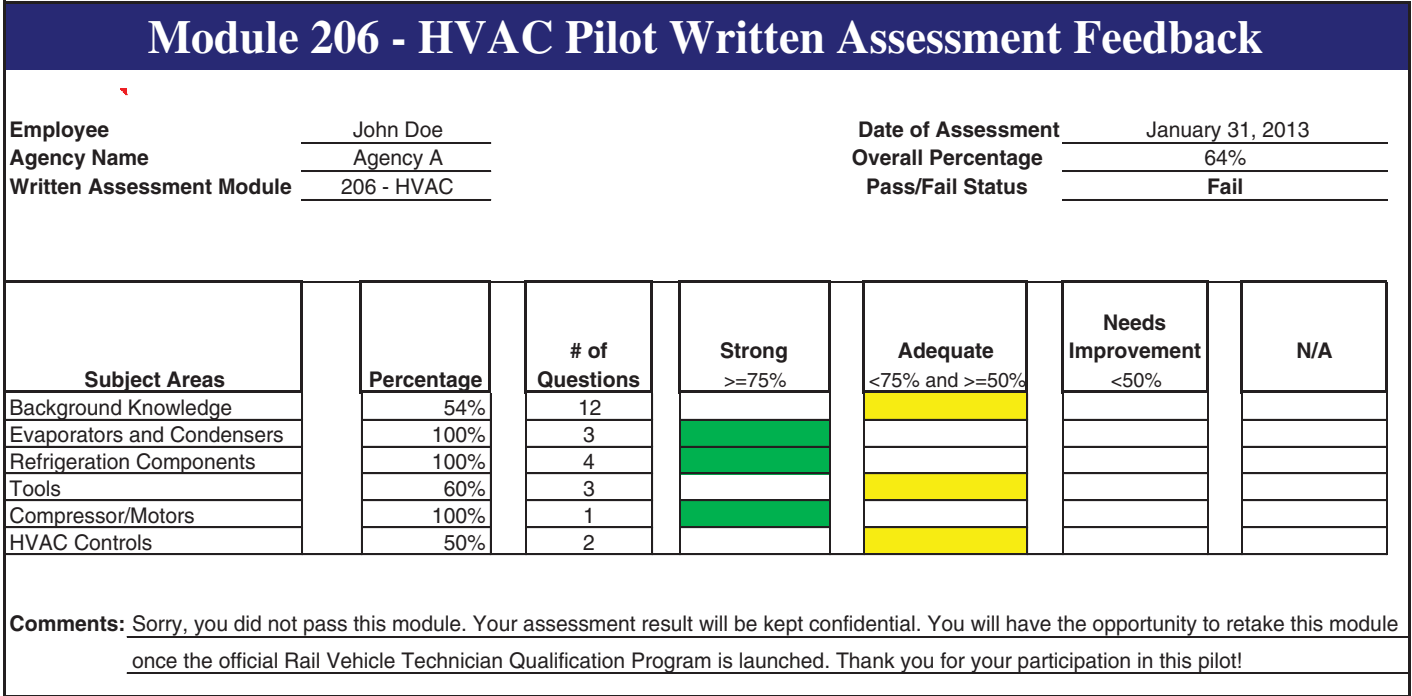 Module 206 - HVAC Pilot Written Assessment Feedback
Employee John Doe Date of Assessment January 31, 2013
Agency Name Agency A Overall Percentage 64%
Written Assessment Module 206 - HVAC Pass/Fail Status Fail
Needs
# of Strong Adequate Improvement N/A
Subject Areas Percentage Questions >=75% <75% and >=50% <50%
Background Knowledge 54% 12
Evaporators and Condensers 100% 3
Refrigeration Components 100% 4
Tools 60% 3
Compressor/Motors 100% 1
HVAC Controls 50% 2
Comments: Sorry, you did not pass this module. Your assessment result will be kept confidential. You will have the opportunity to retake this module
once the official Rail Vehicle Technician Qualification Program is launched. Thank you for your participation in this pilot!